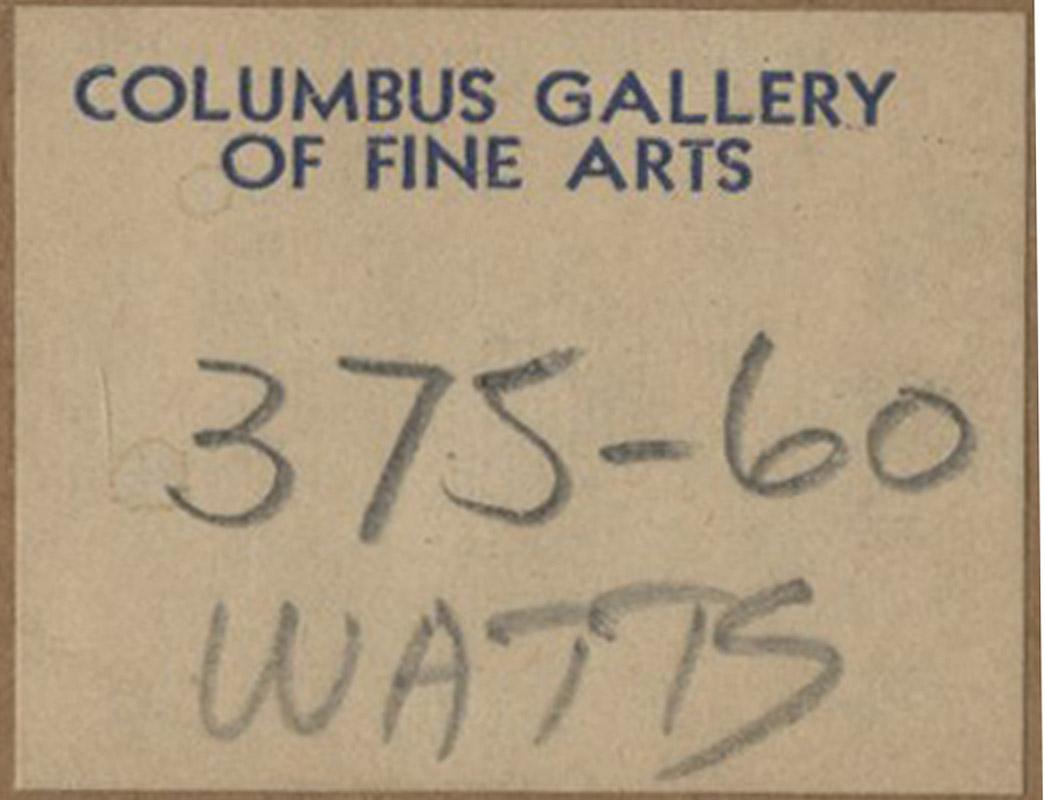 COLUMBUS GALLERY
OF FINE ARTS
375-60
WATTS